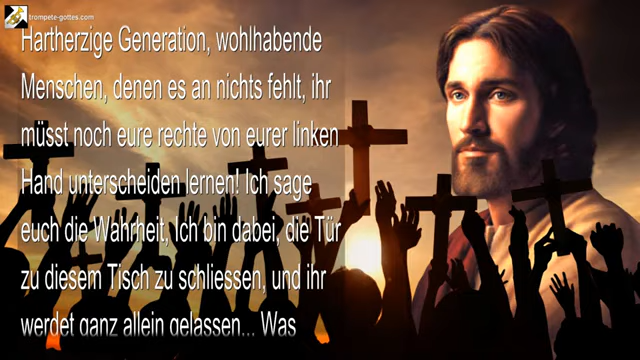 trompete-gottes.com
Hartherzige Generation, wohlhabende
Menschen, denen es an nichts fehlt, ihr
müsst noch eure rechte von eurer linken
Hand unterscheiden lernen! Ich sage
euch die Wahrheit, Ich bin dabei, die Tür
zu diesem Tisch zu schliessen, und ihr
werdet ganz allein gelassen... Was